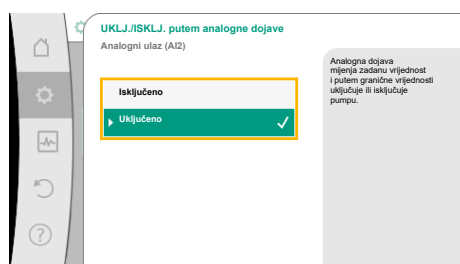 UKLJ./ISKLJ. putem analogne dojave
Analogni ulaz (AI2)
Isključeno
Uključeno
Analogna dojava
mijenja zadanu vrijednost
i putem granične vrijednosti
uključuje ili isključuje
pumpu.